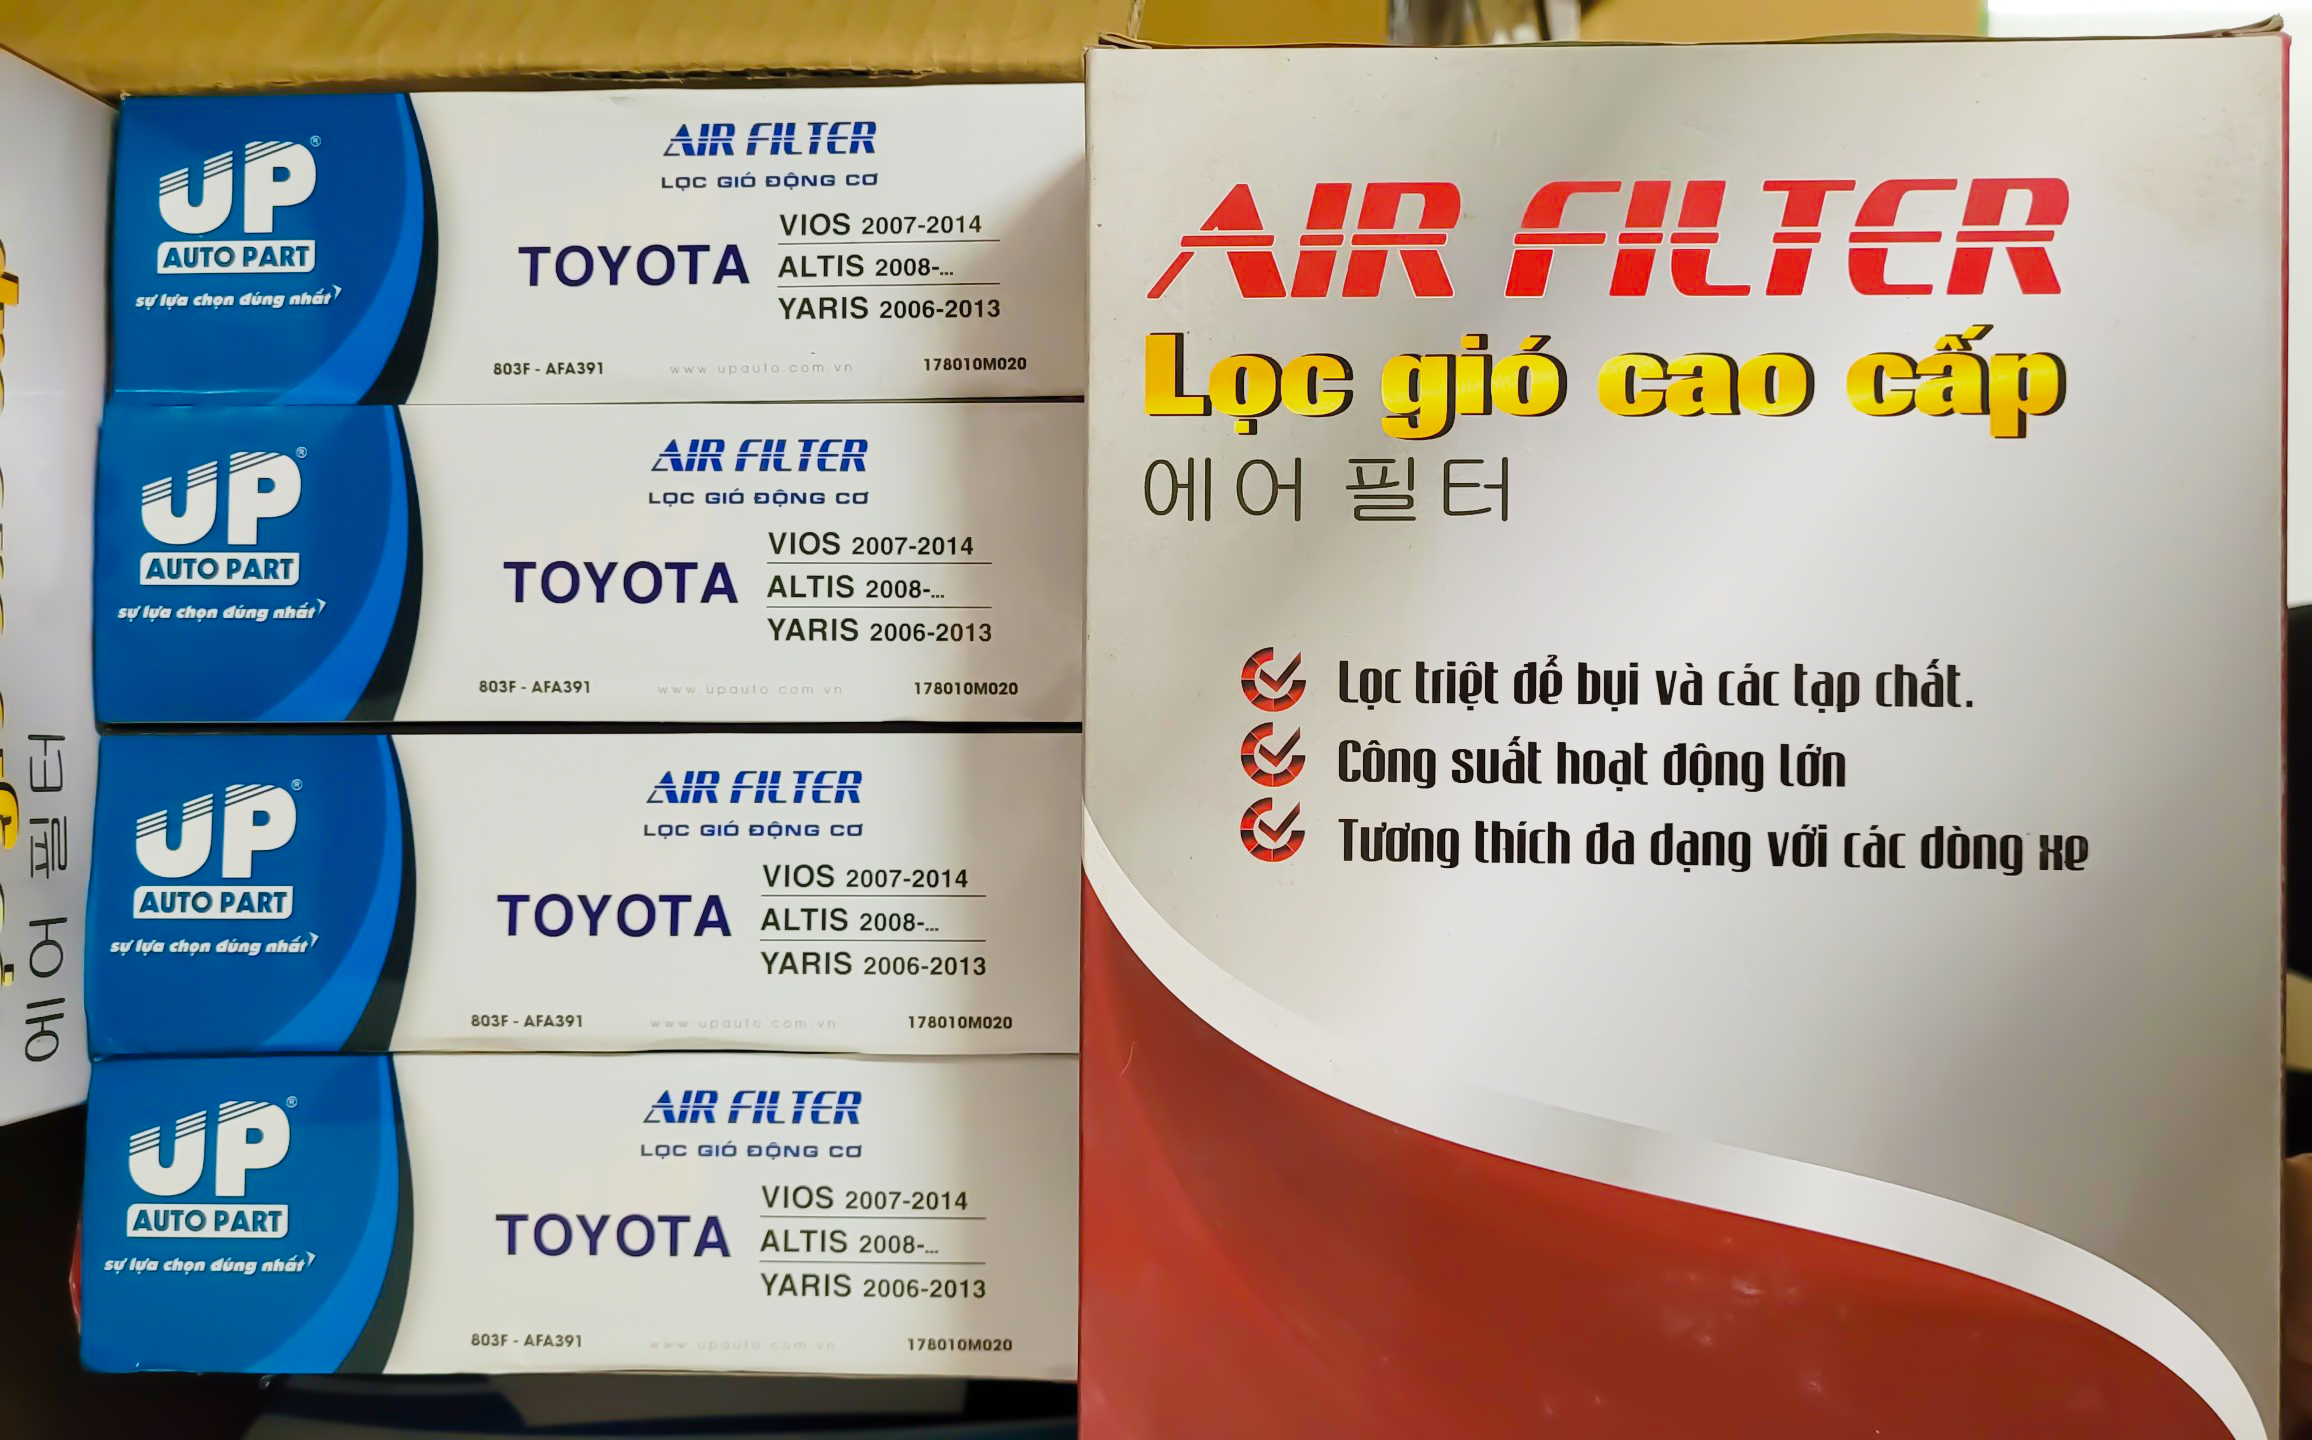 UP®
AUTO PART
sự lựa chọn đúng nhất
AIR FILTER
LỌC GIÓ ĐỘNG CƠ
TOYOTA
VIOS 2007-2014
ALTIS 2008-...
YARIS 2006-2013
803F - AFA391
www.upauto.com.vn
178010M020
UP®
AUTO PART
sự lựa chọn đúng nhất
AIR FILTER
LỌC GIÓ ĐỘNG CƠ
TOYOTA
VIOS 2007-2014
ALTIS 2008-...
YARIS 2006-2013
803F - AFA391
www.upauto.com.vn
178010M020
UP®
AUTO PART
sự lựa chọn đúng nhất
AIR FILTER
LỌC GIÓ ĐỘNG CƠ
TOYOTA
VIOS 2007-2014
ALTIS 2008-...
YARIS 2006-2013
803F - AFA391
www.upauto.com.vn
178010M020
UP®
AUTO PART
sự lựa chọn đúng nhất
AIR FILTER
LỌC GIÓ ĐỘNG CƠ
TOYOTA
VIOS 2007-2014
ALTIS 2008-...
YARIS 2006-2013
803F - AFA391
www.upauto.com.vn
178010M020
AIR FILTER
Lọc gió cao cấp
에어 필터
Lọc triệt để bụi và các tạp chất.
Công suất hoạt động lớn
Tương thích đa dạng với các dòng xe
에어 필터